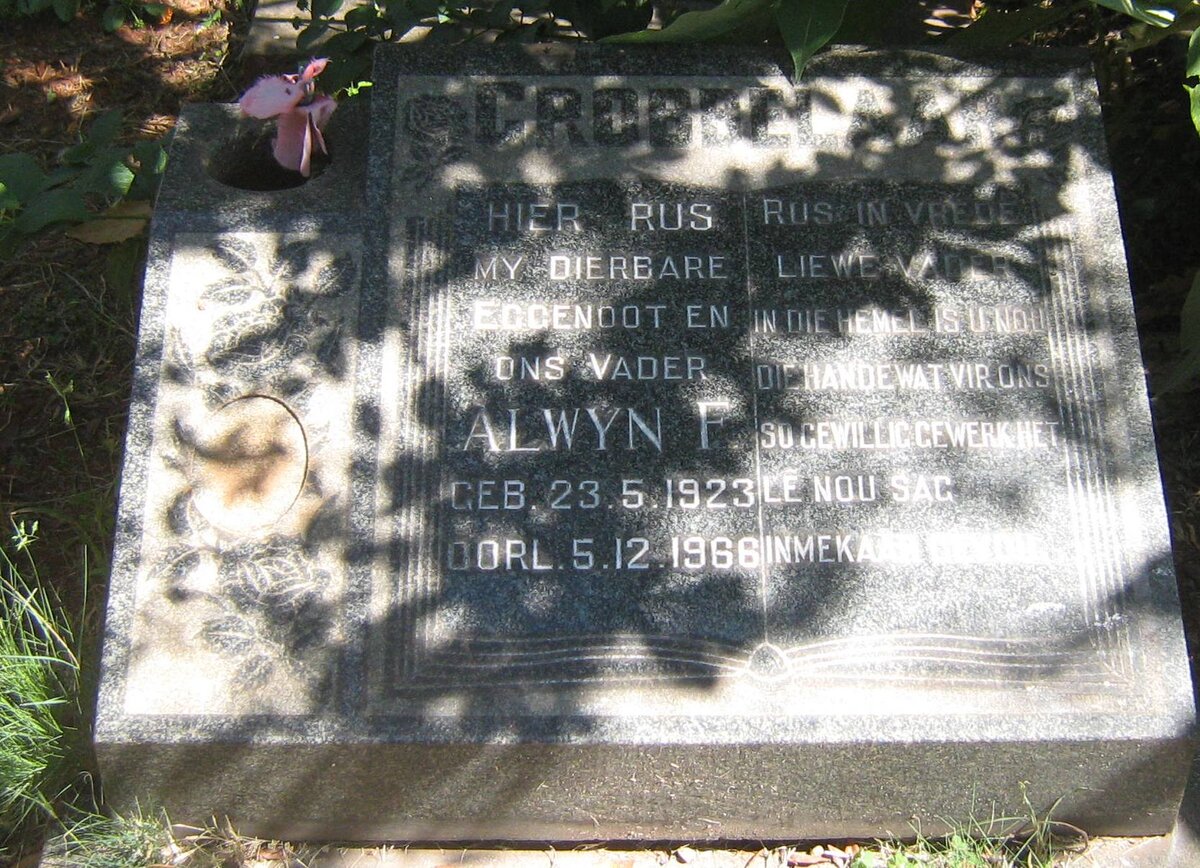 GROBBELAAR
HIER RUS
MY DIERBARE
EGGENOOT EN
ONS VADER
ALWYN F
GEB. 23.5.1923
OORL. 5.12.1966
RUS IN VREDE
LIEWE VADER
IN DIE HEMEL IS U NOU
DIE HANDE WAT VIR ONS
SO GEWILLIG GEWERK HET
LÊ NOU SAG
INMEKAAR